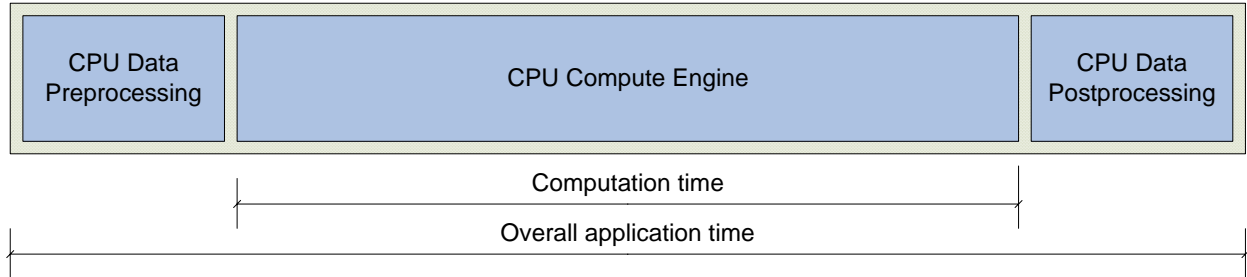 CPU Data
Preprocessing
CPU Compute Engine
CPU Data
Postprocessing
Computation time
Overall application time